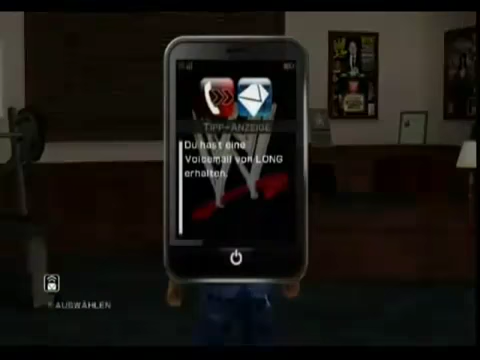 TIPP-ANZEIGE
Du hast eine
Voicemail von LONG
erhalten.
AUSWÄHLEN